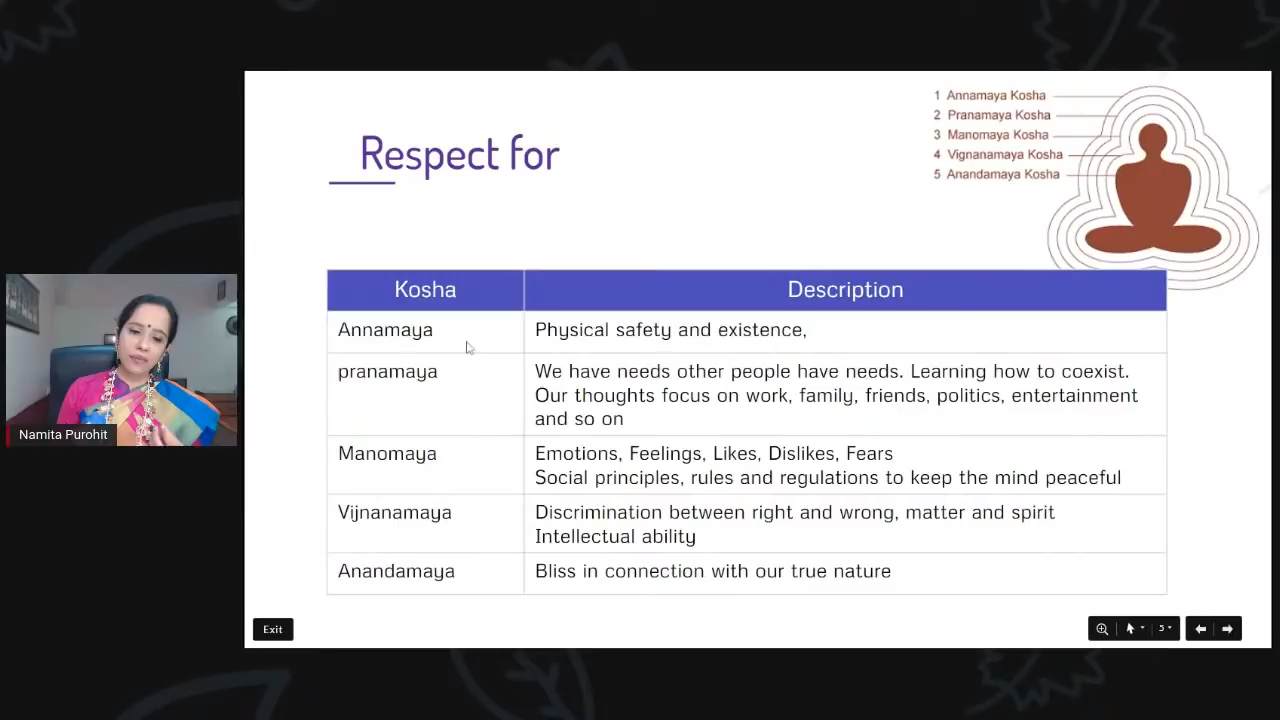 1 Annamaya Kosha
2 Pranamaya Kosha
3 Manomaya Kosha
4 Vignanamaya Kosha
5 Anandamaya Kosha
Respect for
Kosha Description
Annamaya Physical safety and existence,
pranamaya We have needs other people have needs. Learning how to coexist.
Our thoughts focus on work, family, friends, politics, entertainment
and so on
Manomaya Emotions, Feelings, Likes, Dislikes, Fears
Social principles, rules and regulations to keep the mind peaceful
Vijnanamaya Discrimination between right and wrong, matter and spirit
Intellectual ability
Anandamaya Bliss in connection with our true nature
Namita Purohit
Exit
5